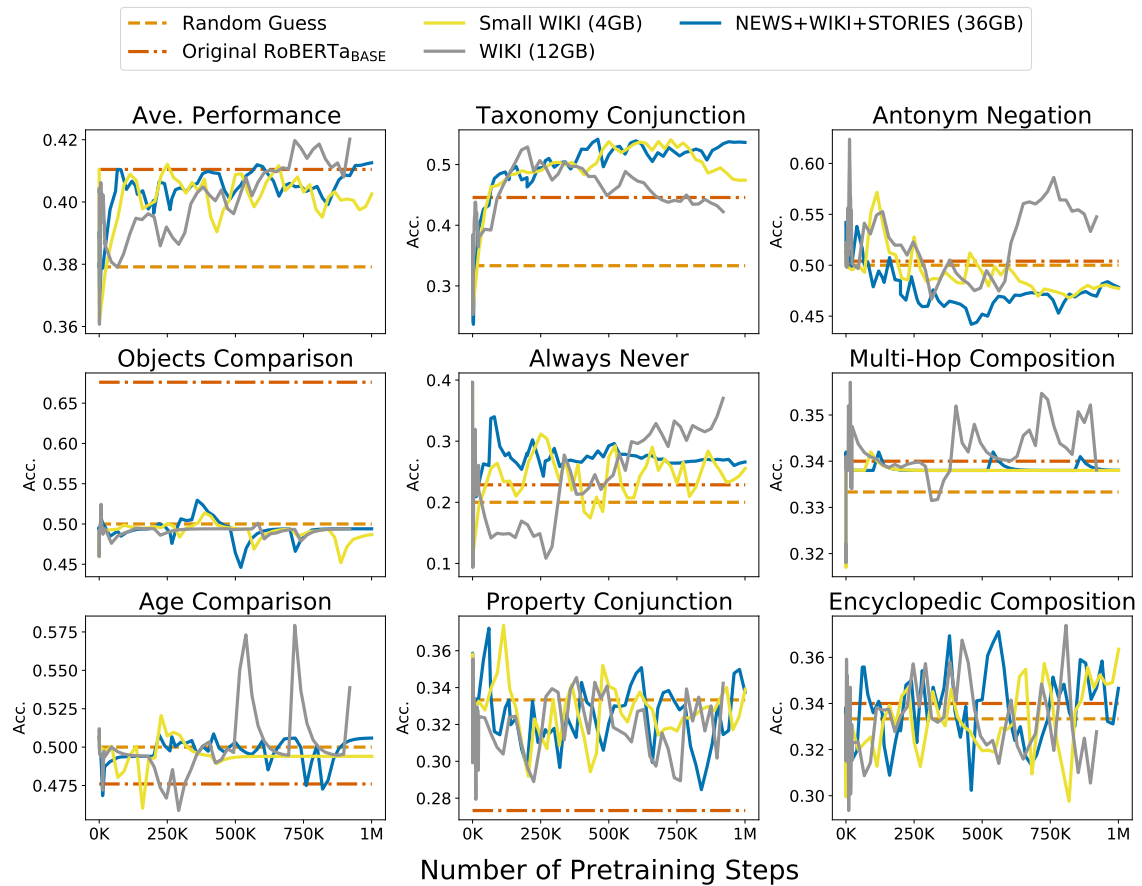 Random Guess
Original RoBERTa_BASE
Small WIKI (4GB)
WIKI (12GB)
NEWS+WIKI+STORIES (36GB)
Ave. Performance
0.42
0.40
0.38
0.36
Taxonomy Conjunction
Acc.
0.5
0.4
0.3
Antonym Negation
Acc.
0.60
0.55
0.50
0.45
Objects Comparison
Acc.
0.65
0.60
0.55
0.50
0.45
Always Never
Acc.
0.4
0.3
0.2
0.1
Multi-Hop Composition
Acc.
0.35
0.34
0.33
0.32
Age Comparison
Acc.
0.575
0.550
0.525
0.500
0.475
0K 250K 500K 750K 1M
Property Conjunction
Acc.
0.36
0.34
0.32
0.30
0.28
0K 250K 500K 750K 1M
Encyclopedic Composition
Acc.
0.36
0.34
0.32
0.30
0K 250K 500K 750K 1M
Number of Pretraining Steps